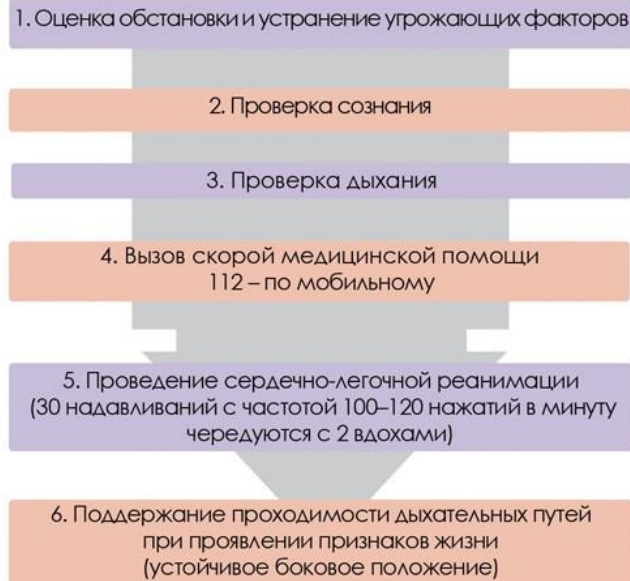 1. Оценка обстановки и устранение угрожающих факторов
2. Проверка сознания
3. Проверка дыхания
4. Вызов скорой медицинской помощи
112 – по мобильному
5. Проведение сердечно-легочной реанимации
(30 надавливаний с частотой 100–120 нажатий в минуту
чередуются с 2 вдохами)
6. Поддержание проходимости дыхательных путей
при проявлении признаков жизни
(устойчивое боковое положение)